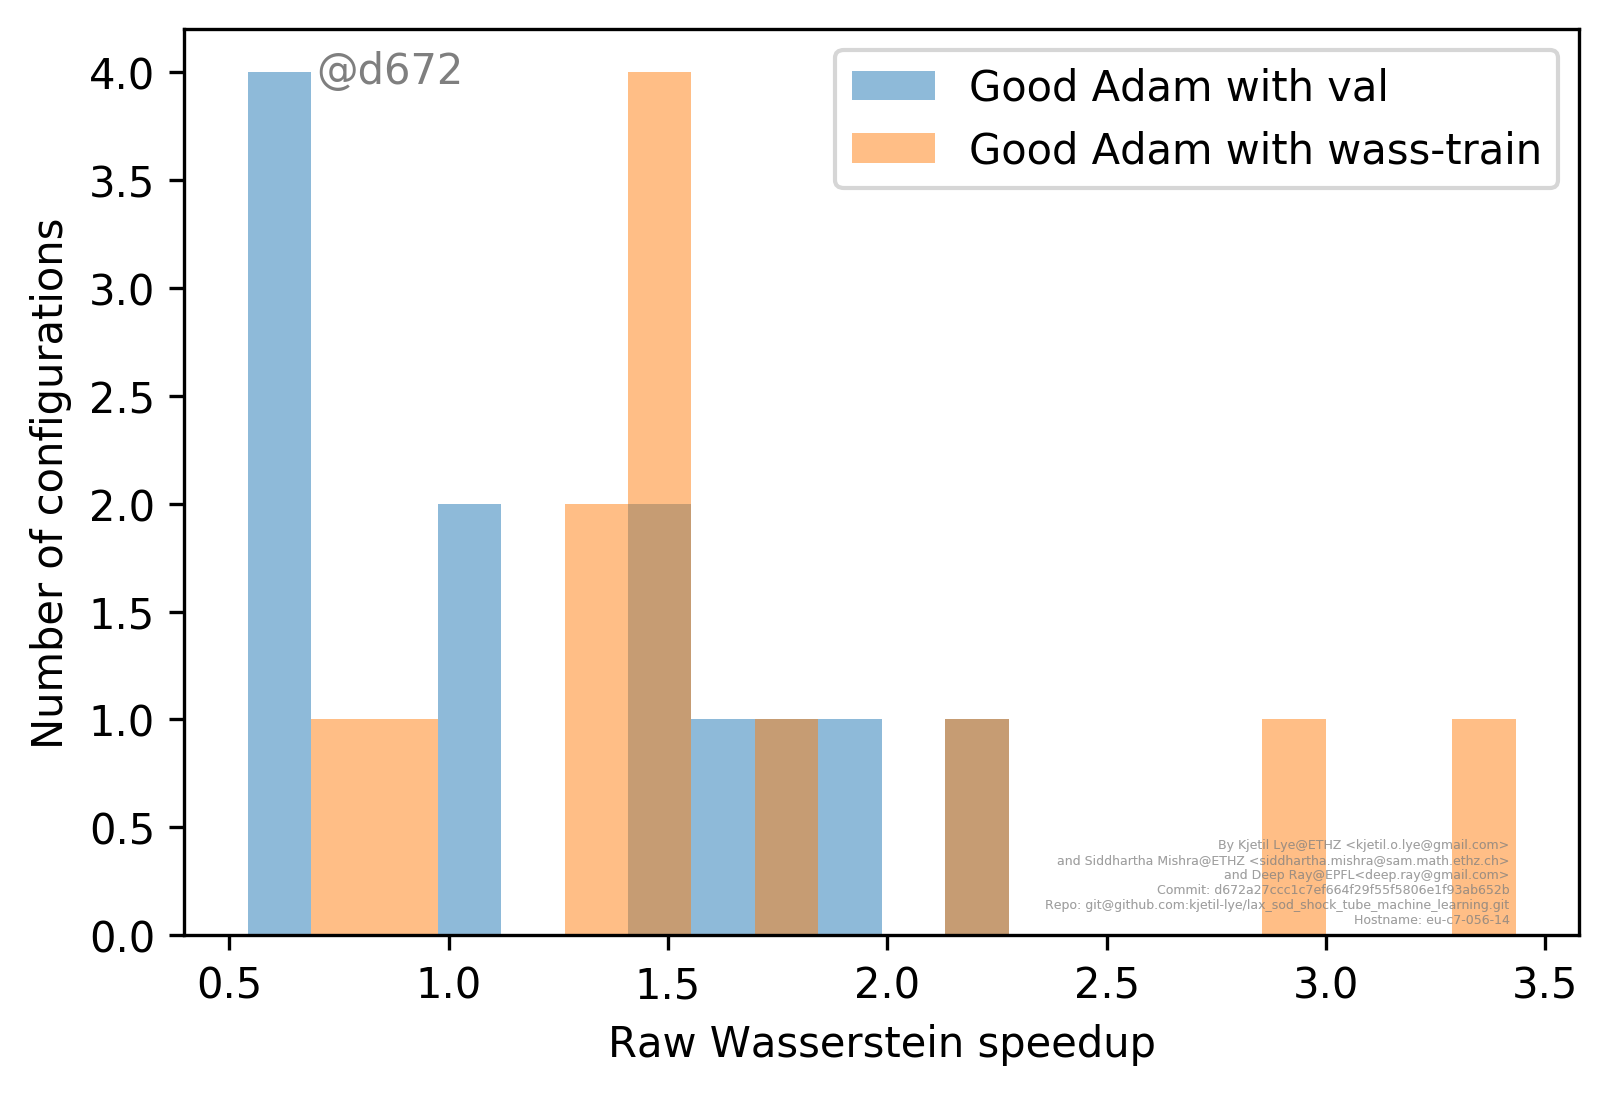 @d672
Good Adam with val
Good Adam with wass-train
Number of configurations
4.0
3.5
3.0
2.5
2.0
1.5
1.0
0.5
0.0
0.5 1.0 1.5 2.0 2.5 3.0 3.5
Raw Wasserstein speedup
By Kjetil Lye@ETHZ <kjetil.o.lye@gmail.com>
and Siddhartha Mishra@ETHZ <siddhartha.mishra@sam.math.ethz.ch>
and Deep Ray@EPFL<deep.ray@gmail.com>
Commit: d672a27ccc1c7ef664f29f55f5806e1f93ab652b
Repo: git@github.com:kjetil-lye/lax_sod_shock_tube_machine_learning.git
Hostname: eu-c7-056-14